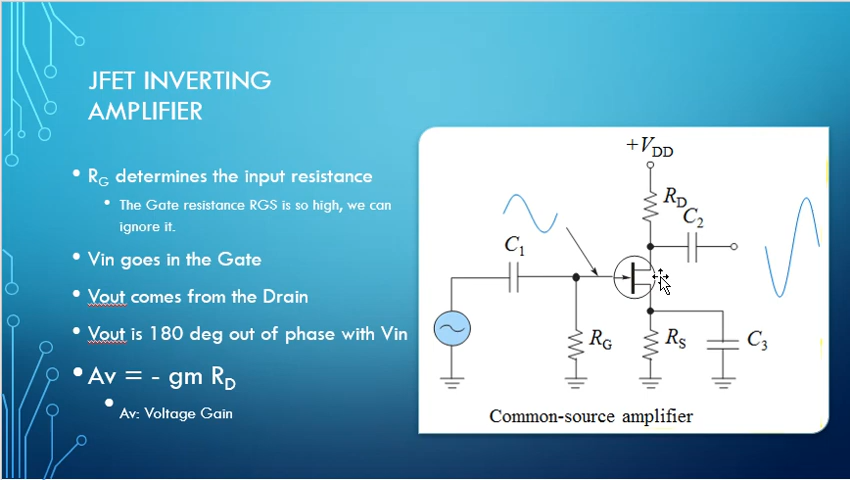 JFET INVERTING
AMPLIFIER
• RG determines the input resistance
• The Gate resistance RGS is so high, we can
ignore it.
• Vin goes in the Gate
• Vout comes from the Drain
• Vout is 180 deg out of phase with Vin
• Av = - gm RD
• Av: Voltage Gain
+VDD
RD
C2
C1
RG
RS
C3
Common-source amplifier